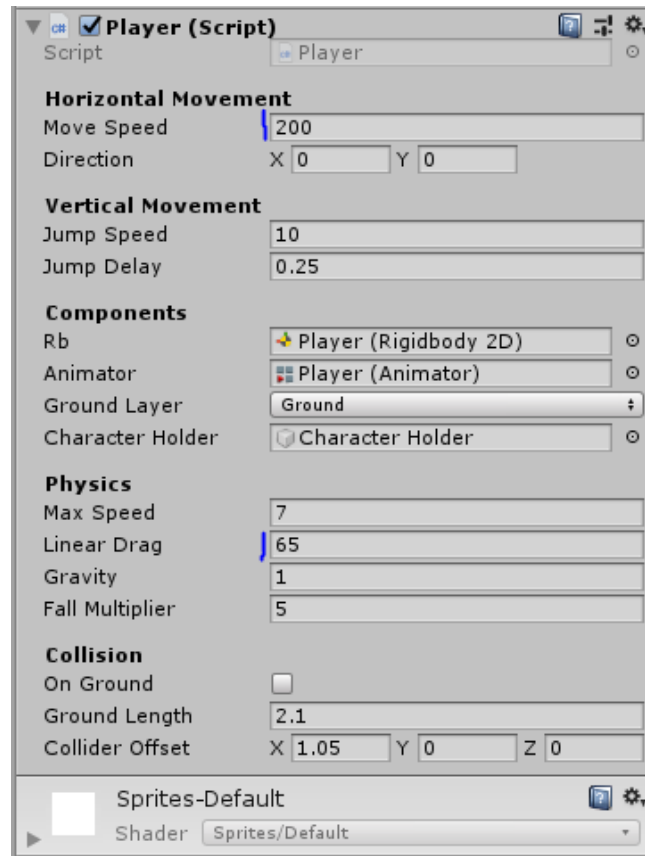 Player (Script)
Script Player
Horizontal Movement
Move Speed 200
Direction X 0 Y 0
Vertical Movement
Jump Speed 10
Jump Delay 0.25
Components
Rb Player (Rigidbody 2D)
Animator Player (Animator)
Ground Layer Ground
Character Holder Character Holder
Physics
Max Speed 7
Linear Drag 65
Gravity 1
Fall Multiplier 5
Collision
On Ground
Ground Length 2.1
Collider Offset X 1.05 Y 0 Z 0
Sprites-Default
Shader Sprites/Default